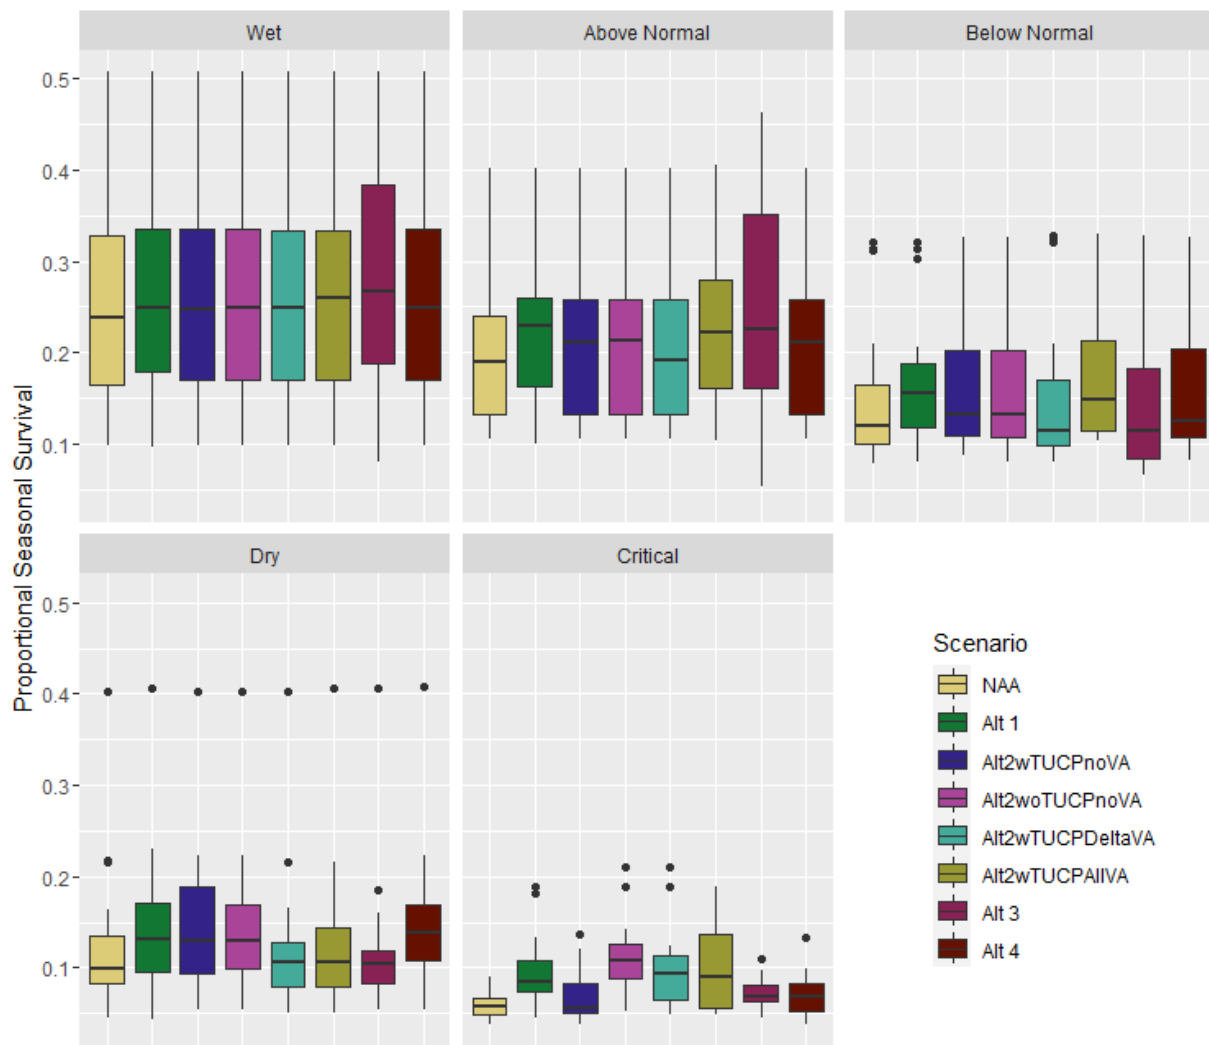 Wet
Above Normal
Below Normal
0.5
0.4
0.3
0.2
0.1
Proportional Seasonal Survival
Dry
Critical
0.5
0.4
0.3
0.2
0.1
Scenario
NAA
Alt 1
Alt2wTUCPnoVA
Alt2woTUCPnoVA
Alt2wTUCPDeltaVA
Alt2wTUCPAllVA
Alt 3
Alt 4